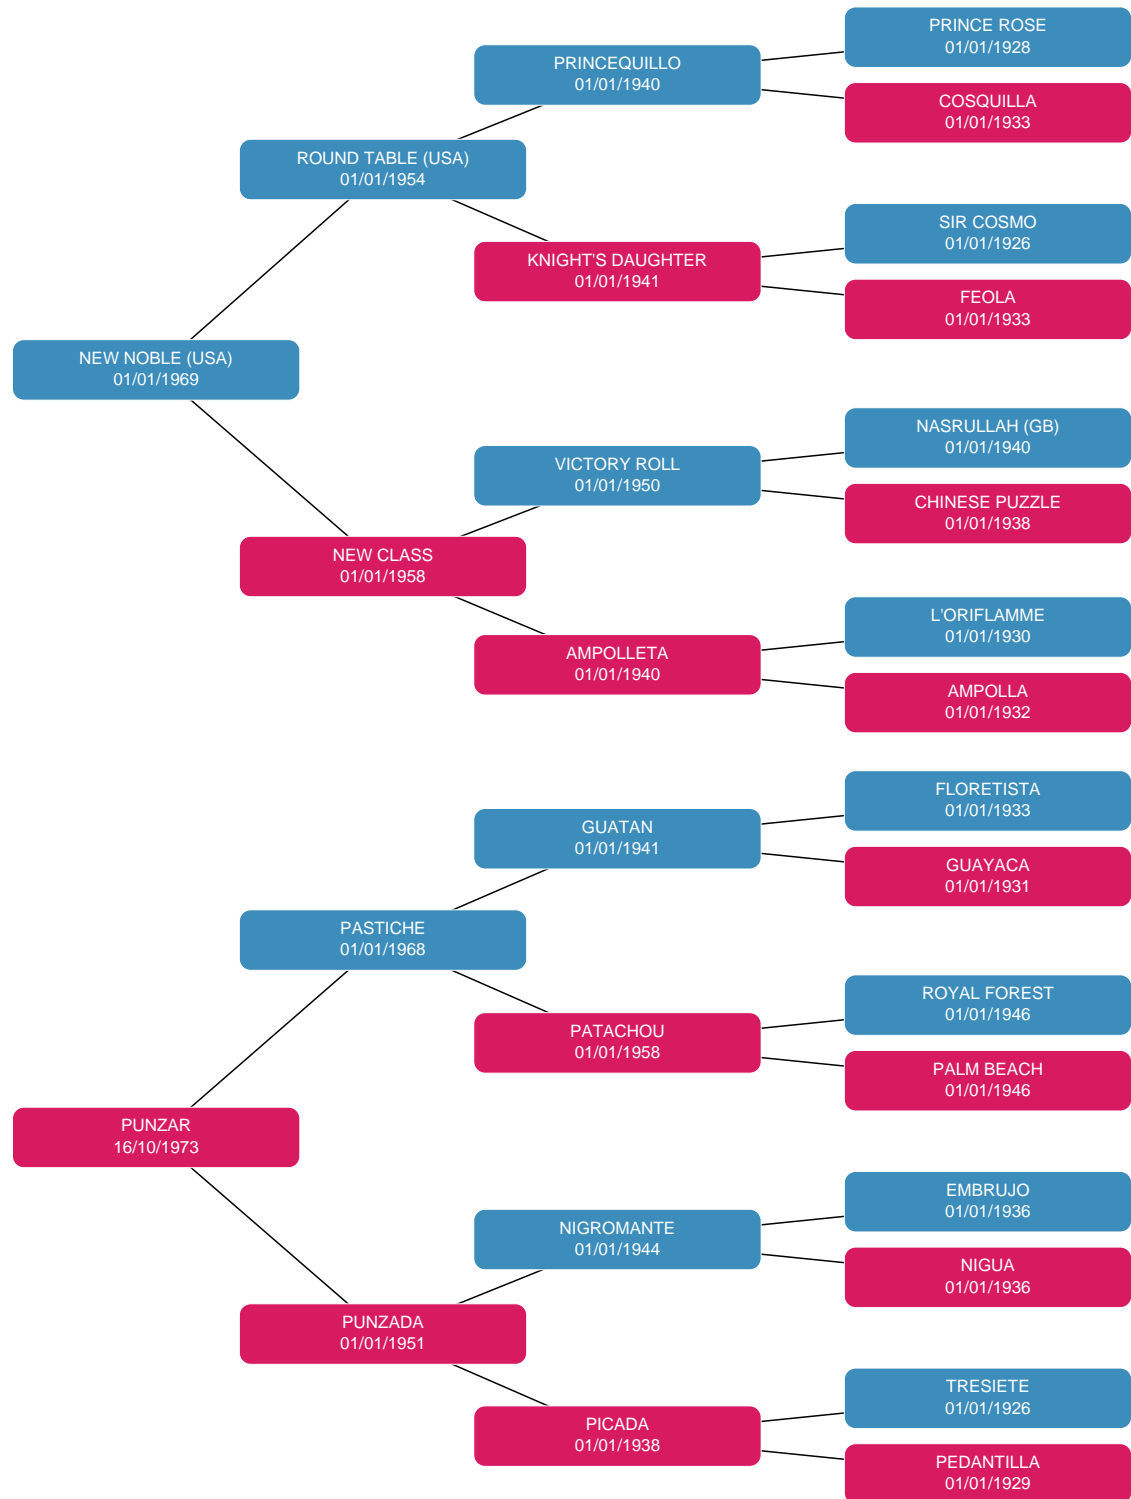 PRINCE ROSE
01/01/1928
PRINCEQUILLO
01/01/1940
COSQUILLA
01/01/1933
ROUND TABLE (USA)
01/01/1954
SIR COSMO
01/01/1926
KNIGHT'S DAUGHTER
01/01/1941
FEOLA
01/01/1933
NEW NOBLE (USA)
01/01/1969
NASRULLAH (GB)
01/01/1940
VICTORY ROLL
01/01/1950
CHINESE PUZZLE
01/01/1938
NEW CLASS
01/01/1958
L'ORIFLAMME
01/01/1930
AMPOLLETA
01/01/1940
AMPOLLA
01/01/1932
FLORETISTA
01/01/1933
GUATAN
01/01/1941
GUAYACA
01/01/1931
PASTICHE
01/01/1968
ROYAL FOREST
01/01/1946
PATACHOU
01/01/1958
PALM BEACH
01/01/1946
PUNZAR
16/10/1973
EMBRUJO
01/01/1936
NIGROMANTE
01/01/1944
NIGUA
01/01/1936
PUNZADA
01/01/1951
TRESIETE
01/01/1926
PICADA
01/01/1938
PEDANTILLA
01/01/1929